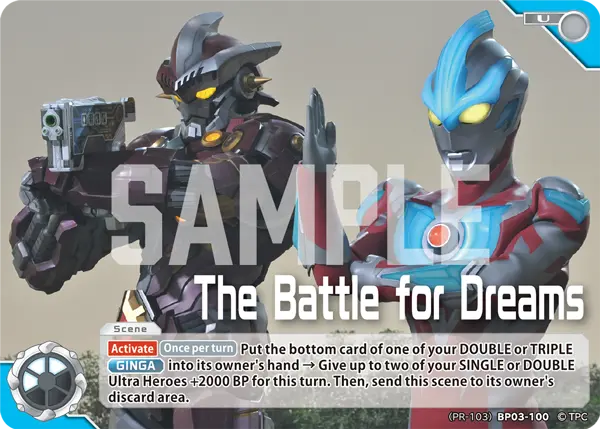 U
SAMPLE
The Battle for Dreams
Scene
Activate Once per turn Put the bottom card of one of your DOUBLE or TRIPLE
GINGA into its owner's hand → Give up to two of your SINGLE or DOUBLE
Ultra Heroes +2000 BP for this turn. Then, send this scene to its owner's
discard area.
(PR-103) BP03-100 © TPC